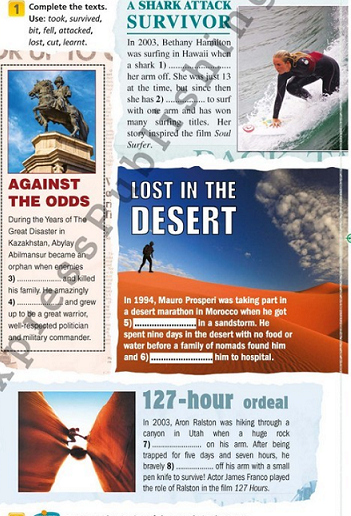 1 Complete the texts.
Use: took, survived,
bit, fell, attacked,
lost, cut, learnt.
A SHARK ATTACK
SURVIVOR
In 2003, Bethany Hamilton
was surfing in Hawaii when
a shark 1) ....................
her arm off. She was just 13
at the time, but since then
she has 2) ............... to surf
with one arm and has won
many surfing titles. Her
story inspired the film Soul
Surfer.
AGAINST
THE ODDS
During the Years of The
Great Disaster in
Kazakhstan, Abylay
Abilmansur became an
orphan when enemies
3) ................. and killed
his family. He amazingly
4) ................. and grew
up to be a great warrior,
well-respected politician
and military commander.
LOST IN THE
DESERT
In 1994, Mauro Prosperi was taking part in
a desert marathon in Morocco when he got
5) .................... in a sandstorm. He
spent nine days in the desert with no food or
water before a family of nomads found him
and 6) .................... him to hospital.
127-hour ordeal
In 2003, Aron Ralston was hiking through a
canyon in Utah when a huge rock
7) .................... on his arm. After being
trapped for five days and seven hours, he
bravely 8) ................. off his arm with a small
pen knife to survive! Actor James Franco played
the role of Ralston in the film 127 Hours.
Express Publishing